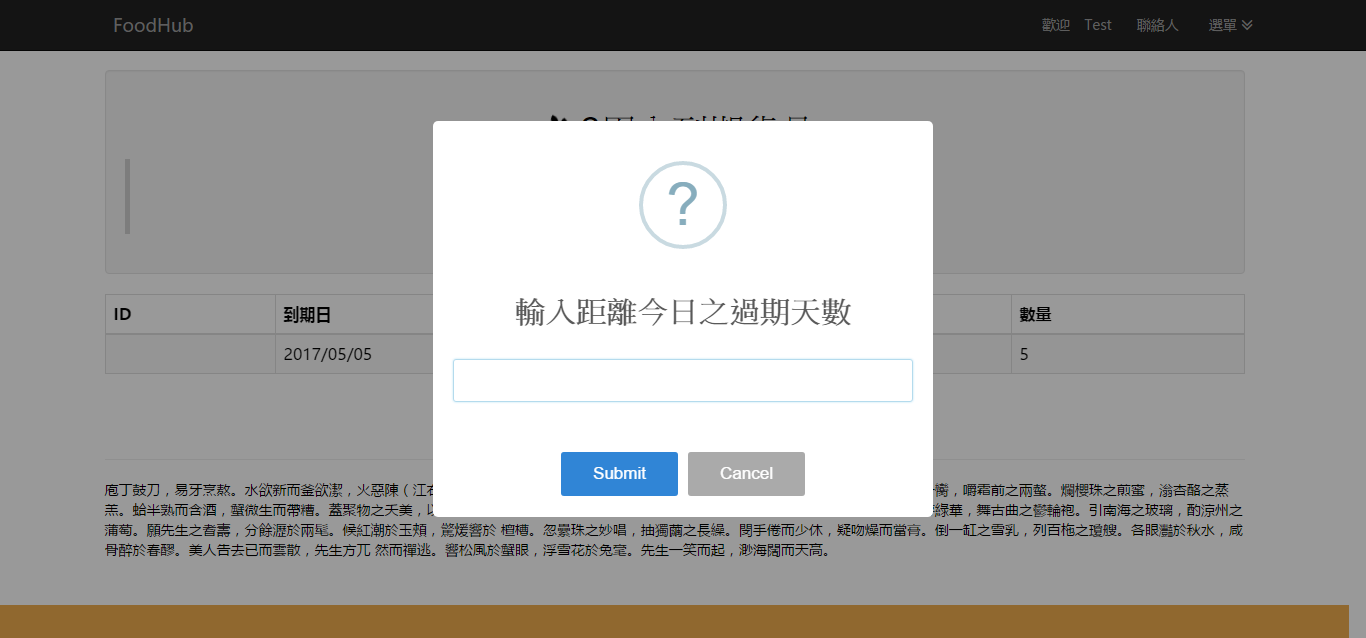 FoodHub
歡迎 Test 聯絡人 選單
?
輸入距離今日之過期天數
Submit Cancel
ID 到期日 數量
2017/05/05 5
庖丁鼓刀，易牙烹熬。水欲新而釜欲潔，火惡陳（江右
，嚼霜前之兩螯。爛櫻珠之煎蜜，滃杏酪之蒸
羔。蛤半熟而含酒，蟹微生而帶糟。蓋聚物之夭美，以
綠華，舞古曲之鬱輪袍。引南海之玻璃，酌涼州之
蒲萄。願先生之耆壽，分餘瀝於兩髦。候紅潮於玉頰，驚煖響於 檀槽。忽纍珠之妙唱，抽獨繭之長繰。閔手倦而少休，疑吻燥而當膏。倒一缸之雪乳，列百柂之瓊艘。各眼灩於秋水，咸
骨醉於春醪。美人告去已而雲散，先生方兀 然而禪逃。響松風於蟹眼，浮雪花於兔毫。先生一笑而起，渺海闊而天高。